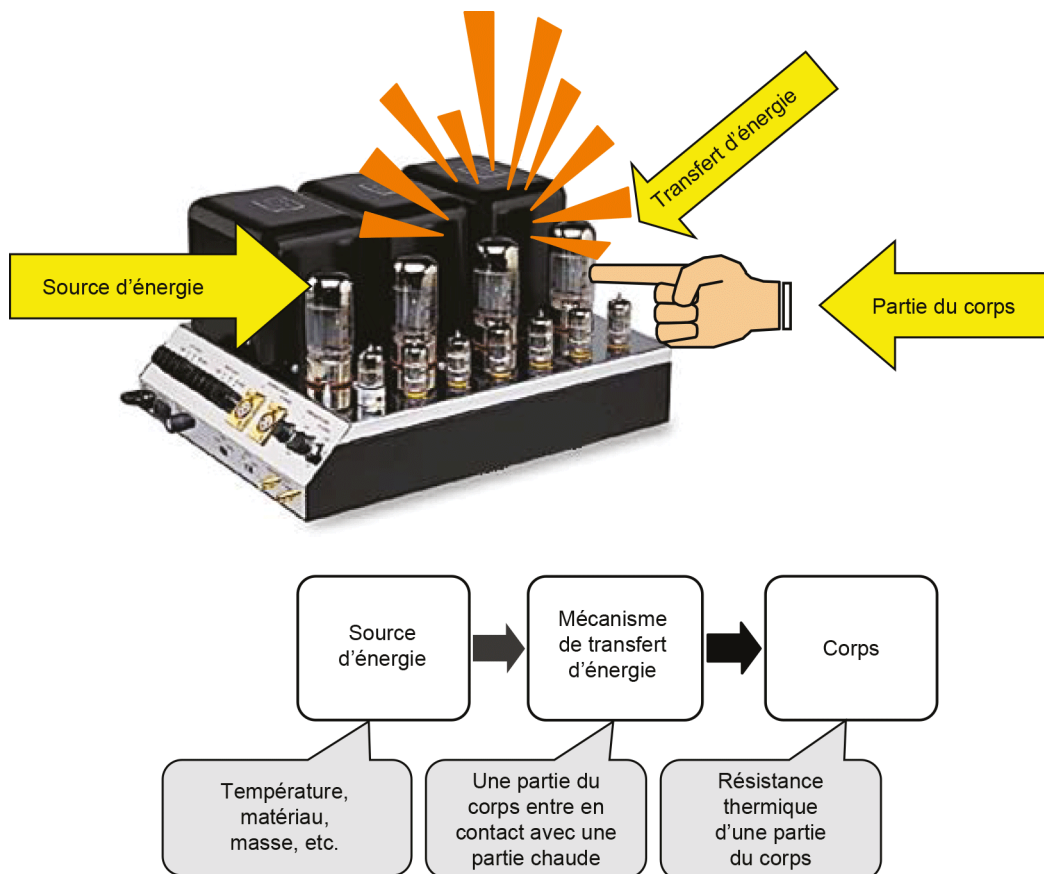 Transfert d'énergie
Source d'énergie
Partie du corps
Source
d'énergie
Mécanisme
de transfert
d'énergie
Corps
Température,
matériau,
masse, etc.
Une partie du
corps entre en
contact avec une
partie chaude
Résistance
thermique
d'une partie
du corps